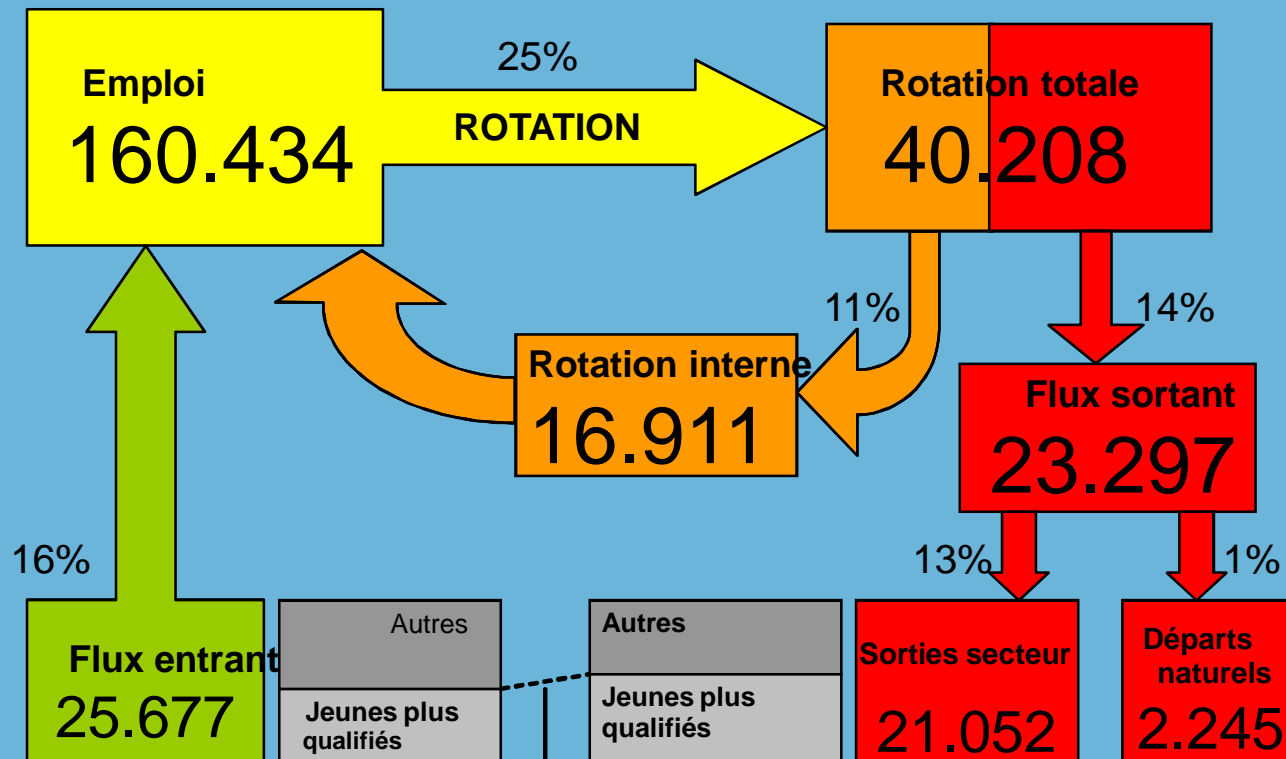 25%
Emploi
160.434
ROTATION
Rotation totale
40.208
11%
14%
Rotation interne
16.911
Flux sortant
23.297
16%
13%
1%
Flux entrant
25.677
Autres
Jeunes plus
qualifiés
Autres
Jeunes plus
qualifiés
Sorties secteur
21.052
Départs
naturels
2.245